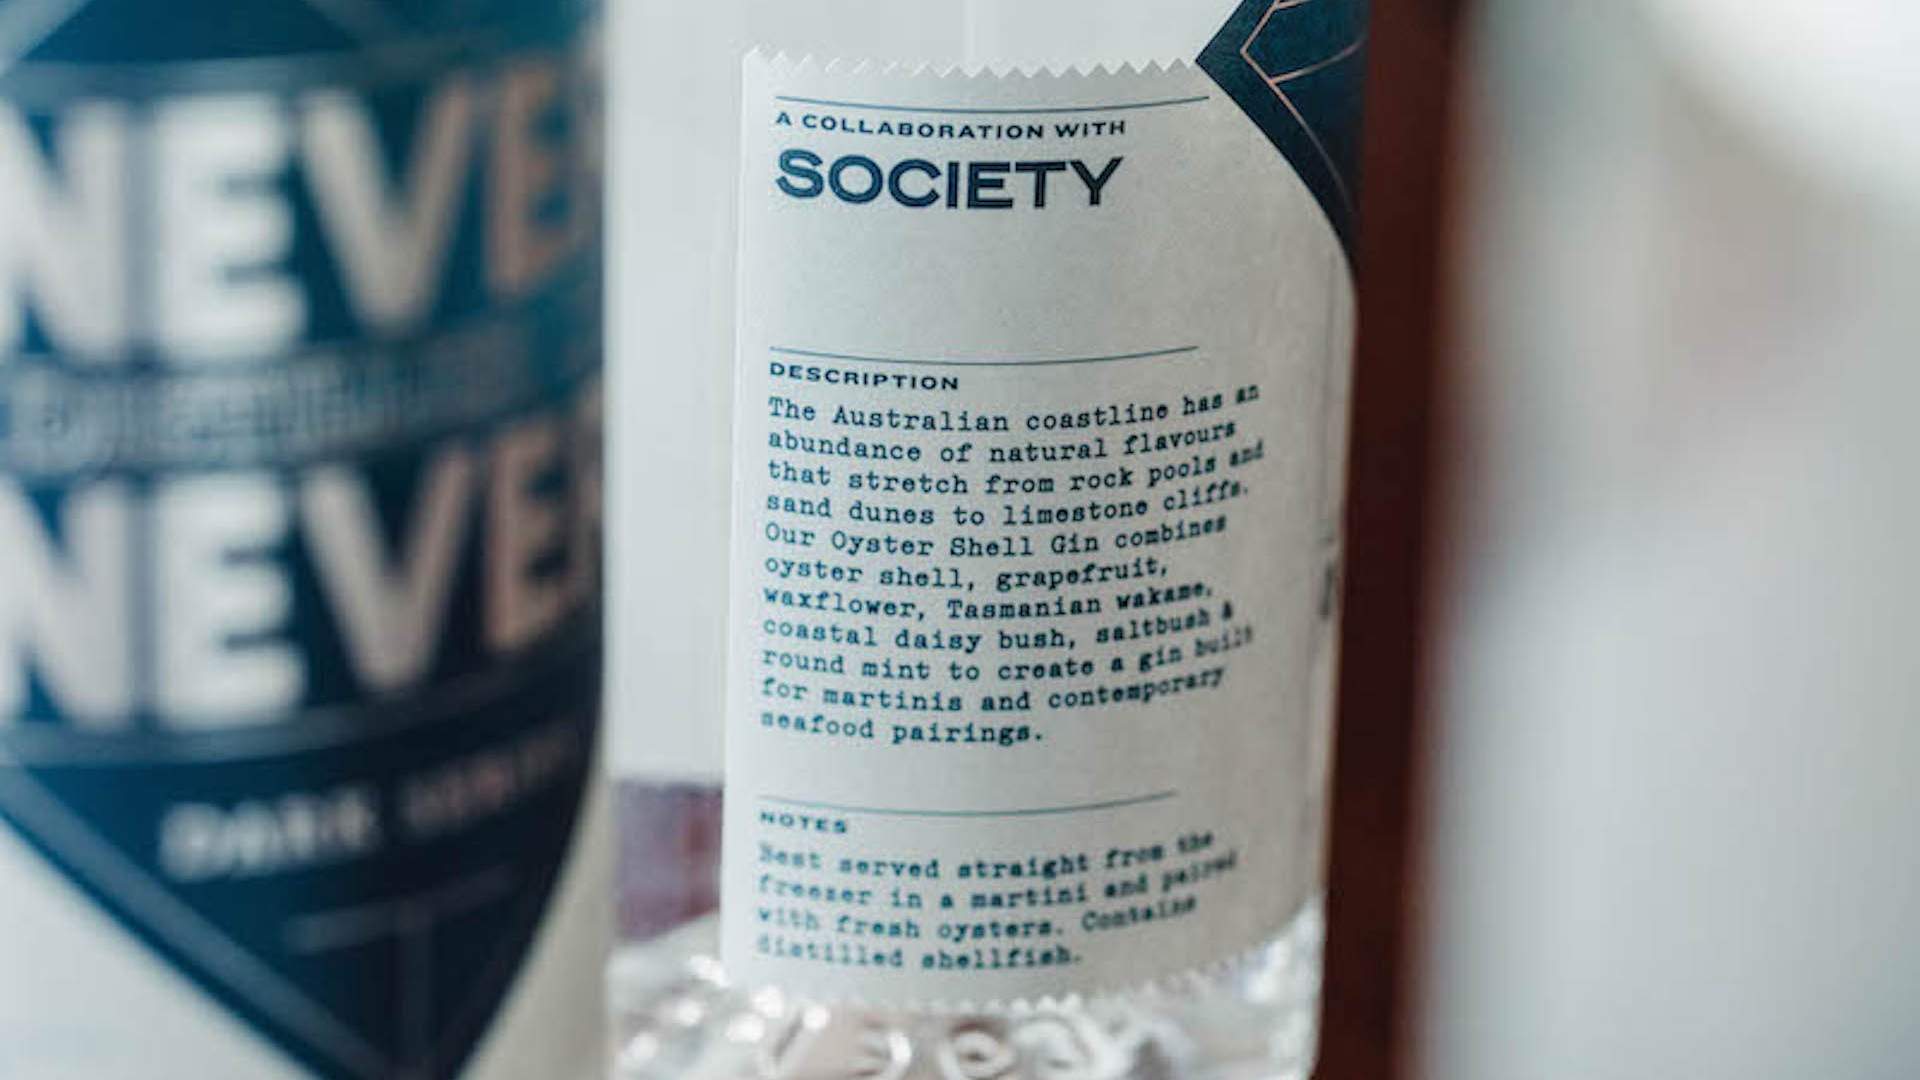 NEVE
NEVE
DARK
A COLLABORATION WITH
SOCIETY
DESCRIPTION
The Australian coastline has an
abundance of natural flavours
that stretch from rock pools and
sand dunes to limestone cliffs.
Our Oyster Shell Gin combines
oyster shell, grapefruit,
waxflower, Tasmanian wakame,
coastal daisy bush, saltbush &
round mint to create a gin built
for martinis and contemporary
seafood pairings.
NOTES
Best served straight from the
freezer in a martini and paired
with fresh oysters. Contains
distilled shellfish.